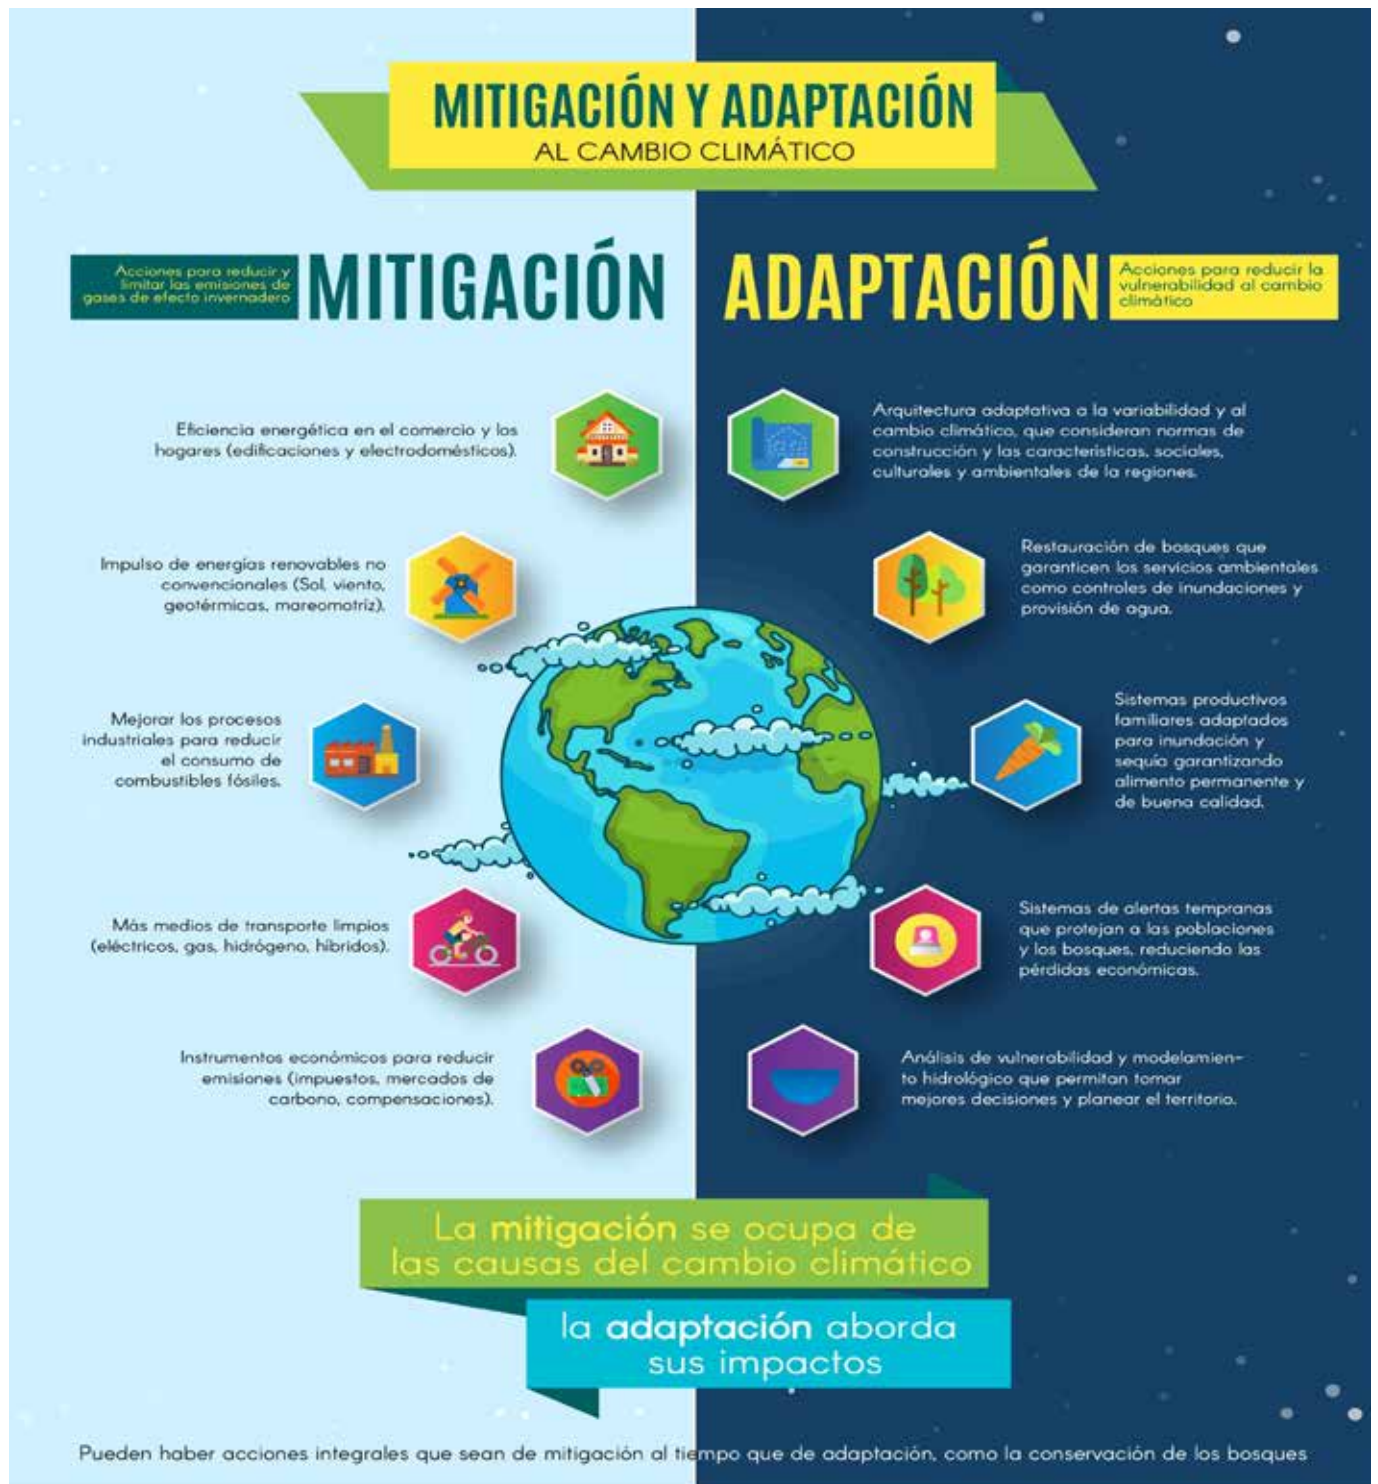 MITIGACIÓN Y ADAPTACIÓN
AL CAMBIO CLIMÁTICO
Acciones para reducir y
limitar las emisiones de
gases de efecto invernadero
MITIGACIÓN
Eficiencia energética en el comercio y los
hogares (edificaciones y electrodomésticos).
Impulso de energías renovables no
convencionales (Sol, viento,
geotérmicas, mareomotríz).
Mejorar los procesos
industriales para reducir
el consumo de
combustibles fósiles.
Más medios de transporte limpios
(eléctricos, gas, hidrógeno, híbridos).
Instrumentos económicos para reducir
emisiones (impuestos, mercados de
carbono, compensaciones).
ADAPTACIÓN
Acciones para reducir la
vulnerabilidad al cambio
climático
Arquitectura adaptativa a la variabilidad y al
cambio climático, que consideran normas de
construcción y las características, sociales,
culturales y ambientales de la regiones.
Restauración de bosques que
garanticen los servicios ambientales
como controles de inundaciones y
provisión de agua.
Sistemas productivos
familiares adaptados
para inundación y
sequía garantizando
alimento permanente y
de buena calidad.
Sistemas de alertas tempranas
que protejan a las poblaciones
y los bosques, reduciendo las
pérdidas económicas.
Análisis de vulnerabilidad y modelamien-
to hidrológico que permitan tomar
mejores decisiones y planear el territorio.
La mitigación se ocupa de
las causas del cambio climático
la adaptación aborda
sus impactos
Pueden haber acciones integrales que sean de mitigación al tiempo que de adaptación, como la conservación de los bosques